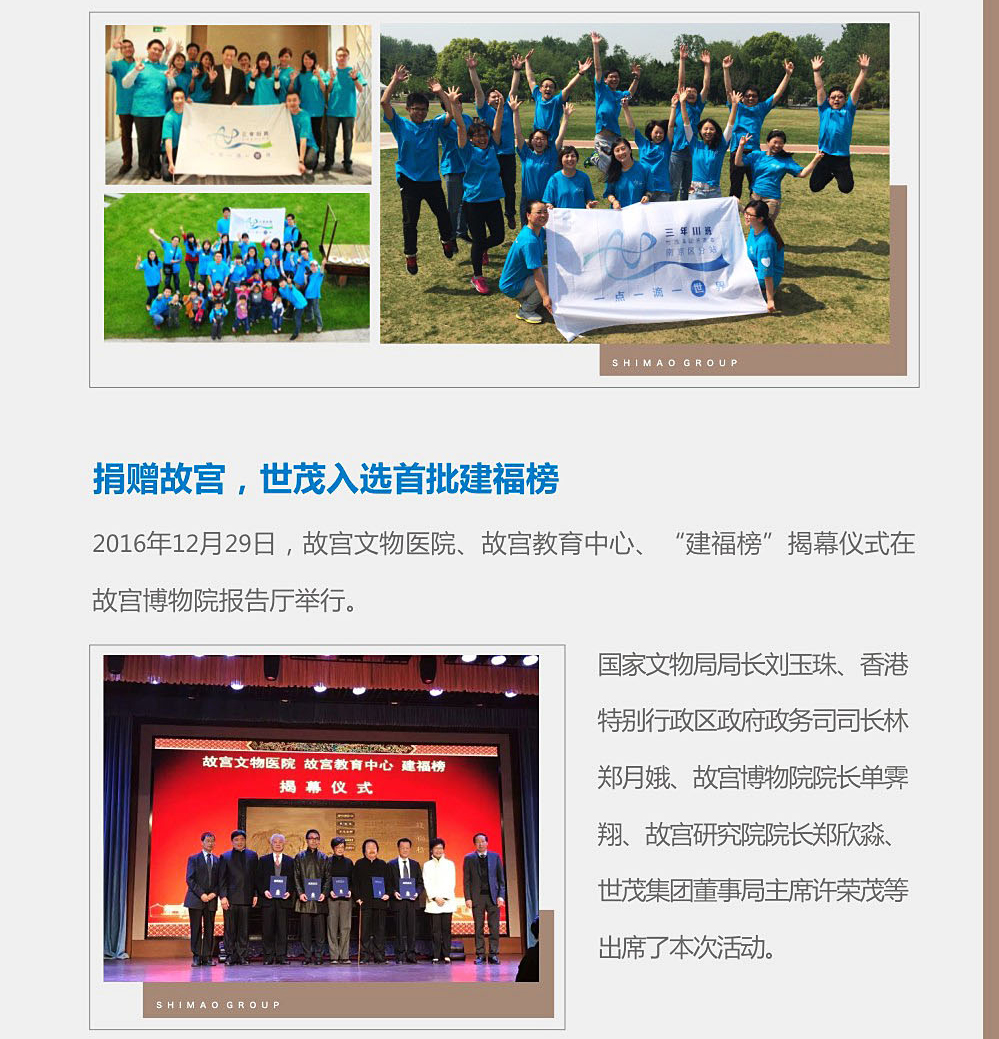 三年川班
南京区分站
一点一滴一世界
SHIMAO GROUP
捐赠故宫，世茂入选首批建福榜
2016年12月29日，故宫文物医院、故宫教育中心、“建福榜”揭幕仪式在
故宫博物院报告厅举行。
故宫文物医院 故宫教育中心 建福榜
揭幕仪式
国家文物局局长刘玉珠、香港
特别行政区政府政务司司长林
郑月娥、故宫博物院院长单霁
翔、故宫研究院院长郑欣淼、
世茂集团董事局主席许荣茂等
出席了本次活动。
SHIMAO GROUP